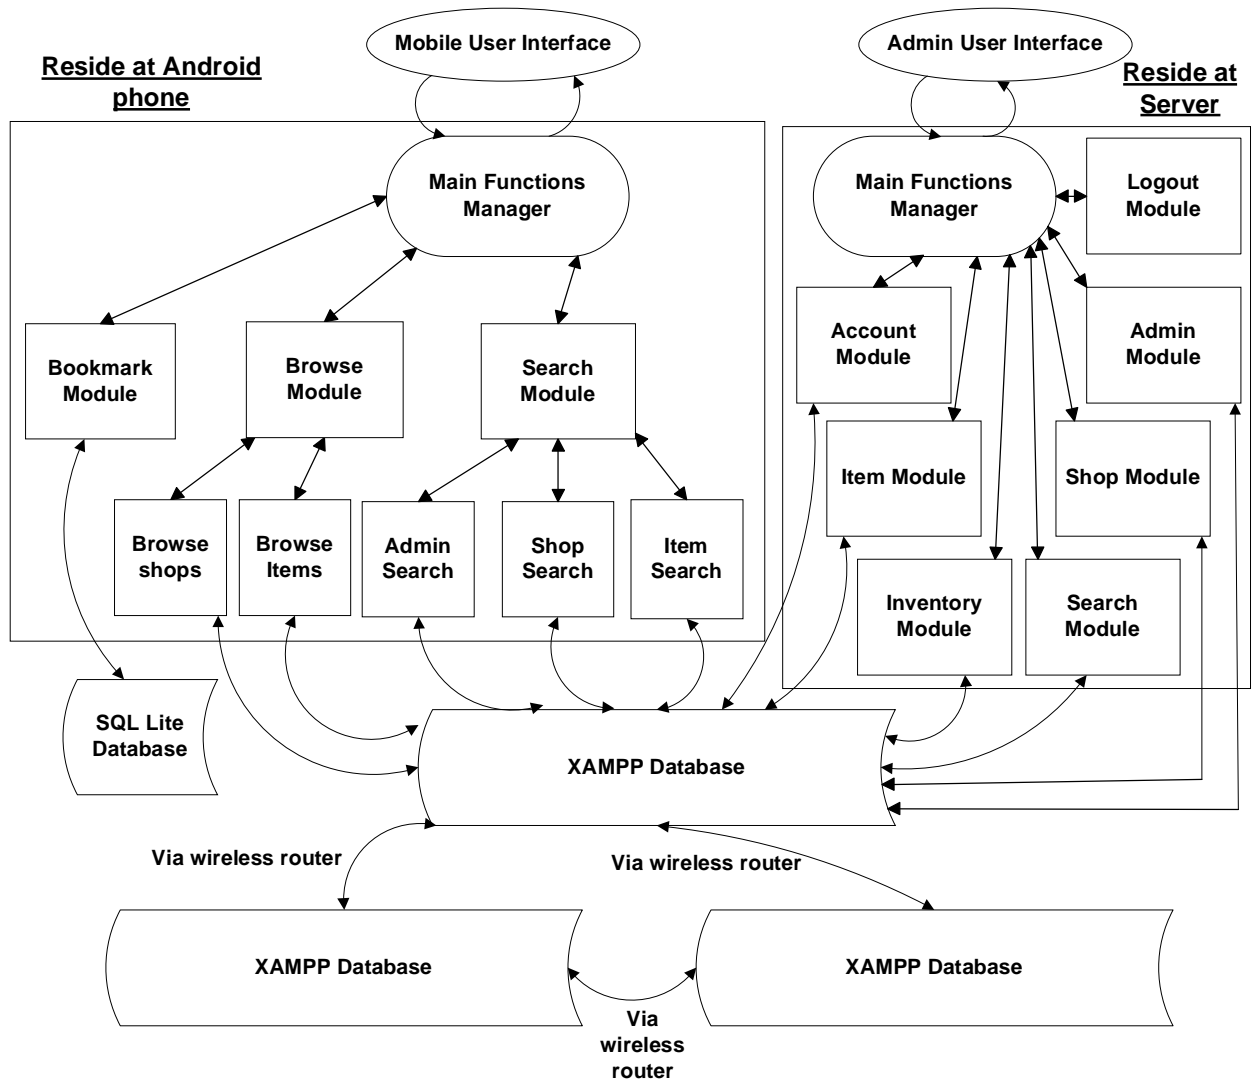 Mobile User Interface
Admin User Interface
Reside at Android
phone
Reside at
Server
Main Functions
Manager
Main Functions
Manager
Logout
Module
Bookmark
Module
Browse
Module
Search
Module
Account
Module
Admin
Module
Item Module
Shop Module
Browse
shops
Browse
Items
Admin
Search
Shop
Search
Item
Search
Inventory
Module
Search
Module
SQL Lite
Database
XAMPP Database
Via wireless router
Via wireless router
XAMPP Database
XAMPP Database
Via
wireless
router